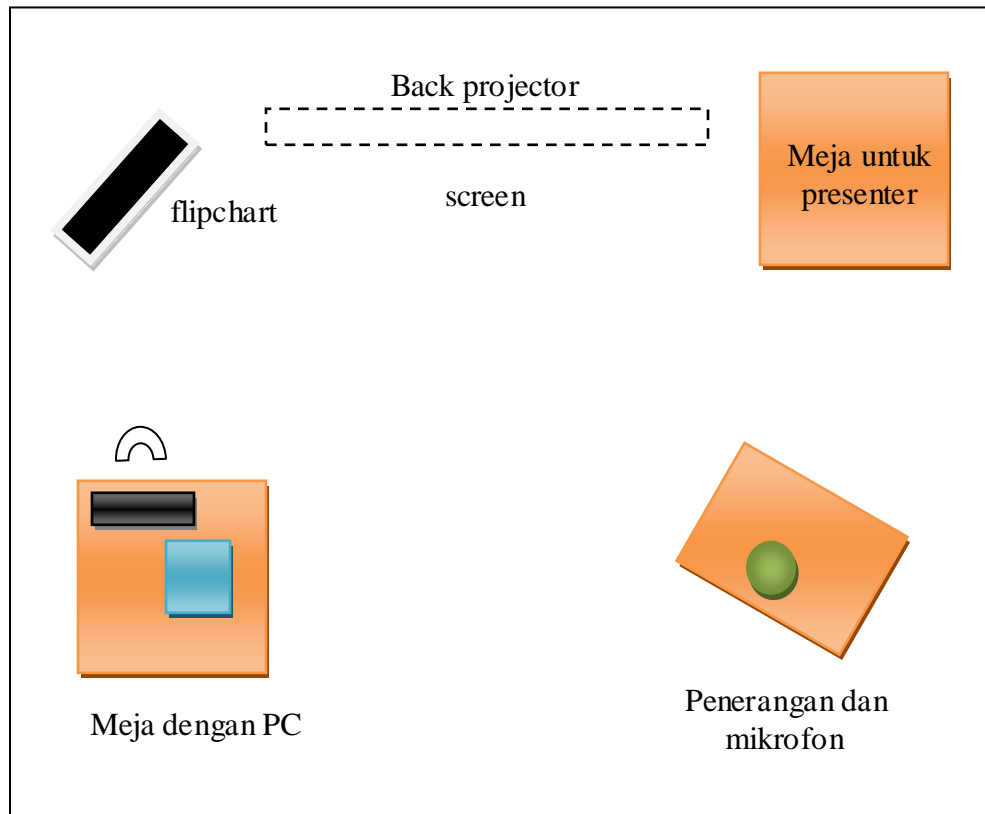 Back projector
Meja untuk
presenter
flipchart
screen
Meja dengan PC
Penerangan dan
mikrofon